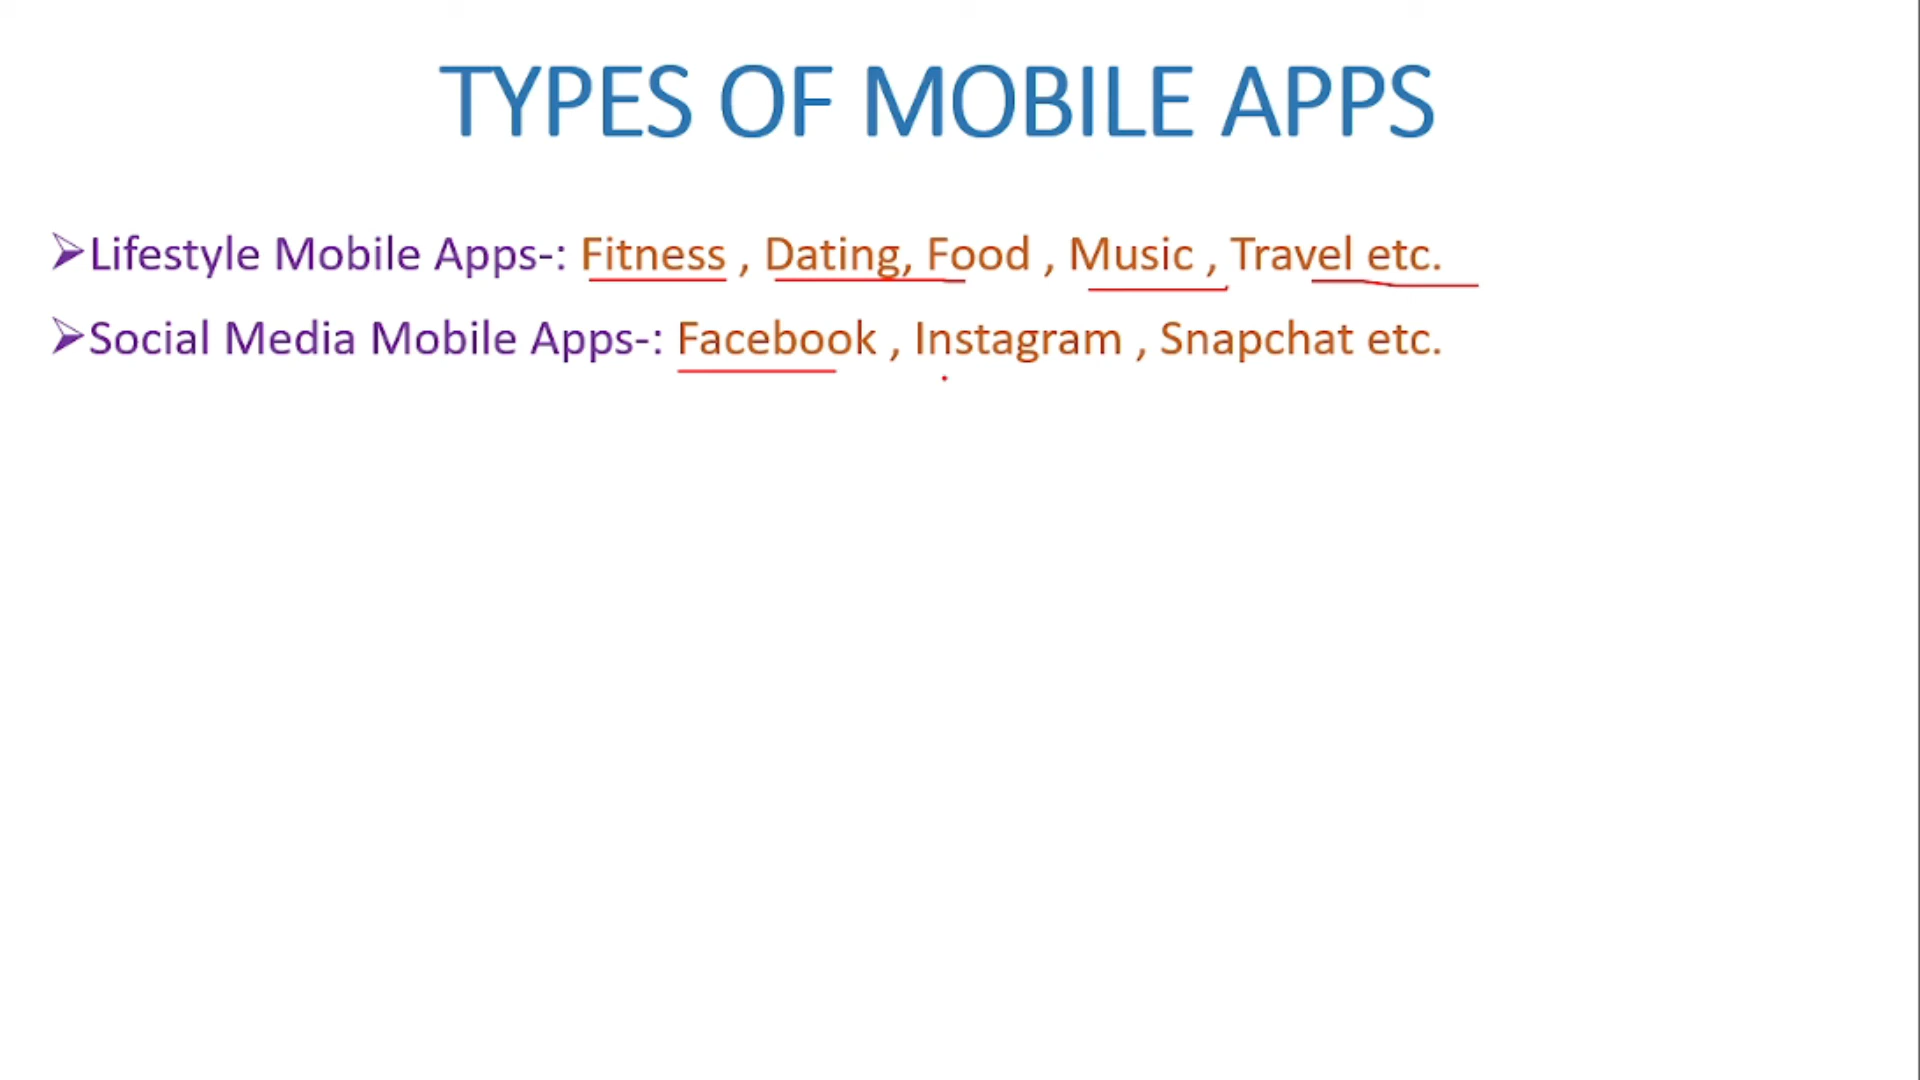 TYPES OF MOBILE APPS
➢Lifestyle Mobile Apps-: Fitness , Dating, Food , Music , Travel etc.
➢Social Media Mobile Apps-: Facebook , Instagram , Snapchat etc.